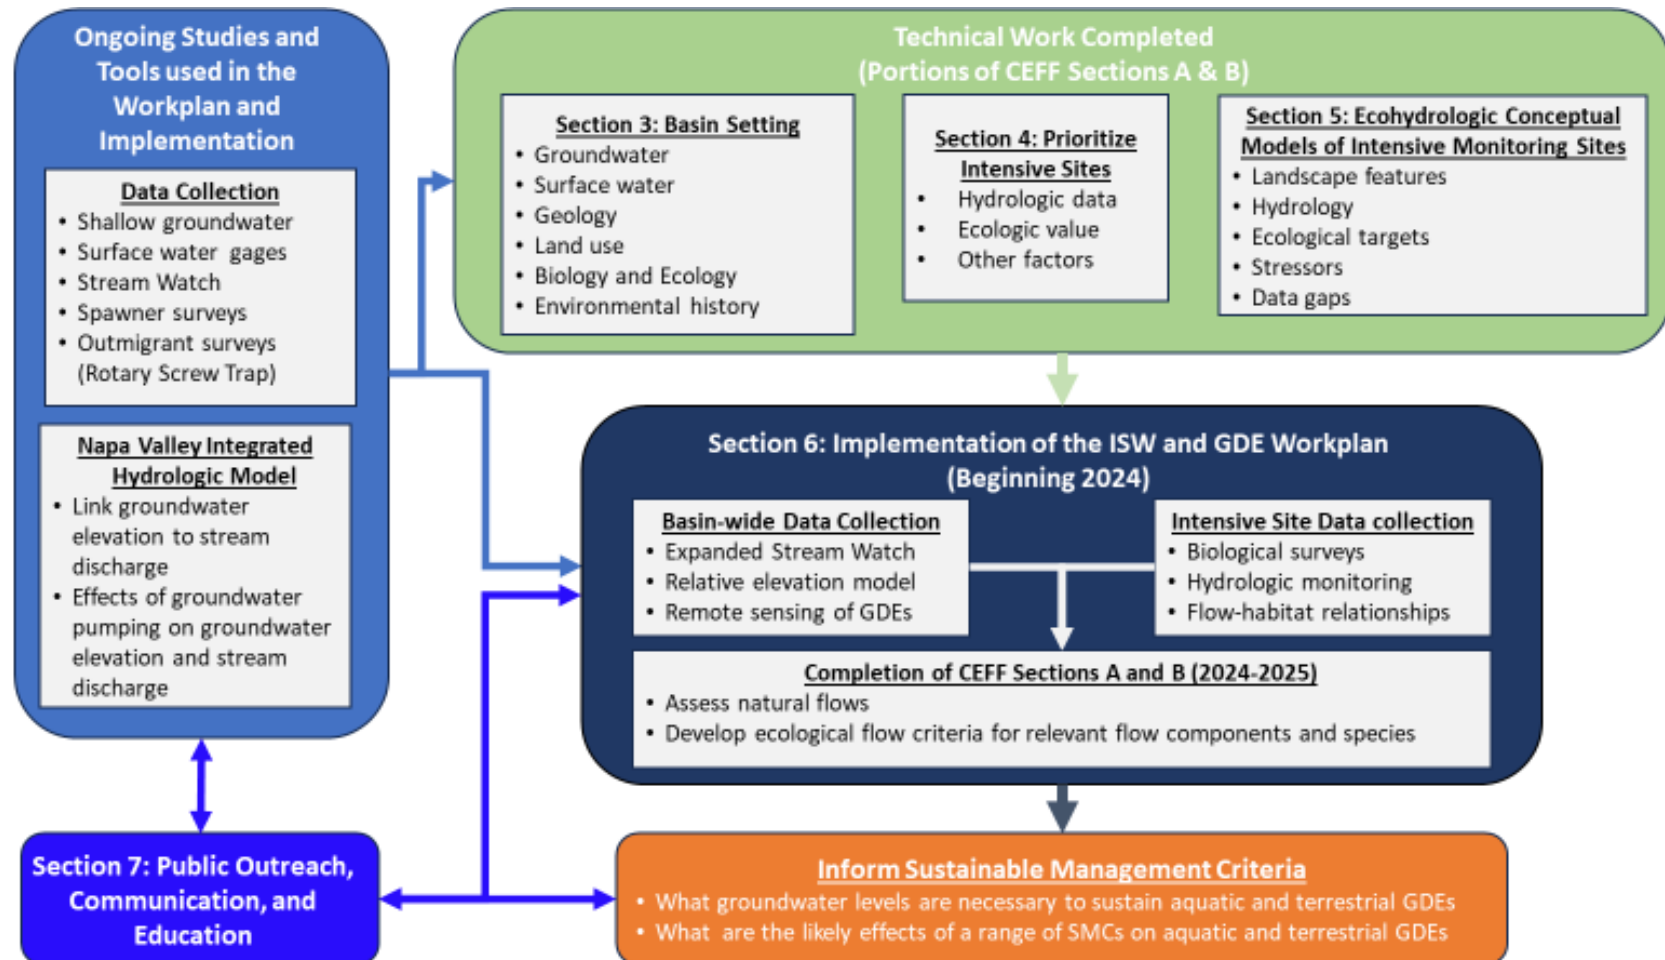 Ongoing Studies and
Tools used in the
Workplan and
Implementation
Data Collection
• Shallow groundwater
• Surface water gages
• Stream Watch
• Spawner surveys
• Outmigrant surveys
(Rotary Screw Trap)
Napa Valley Integrated
Hydrologic Model
• Link groundwater
elevation to stream
discharge
• Effects of groundwater
pumping on groundwater
elevation and stream
discharge
Technical Work Completed
(Portions of CEFF Sections A & B)
Section 3: Basin Setting
• Groundwater
• Surface water
• Geology
• Land use
• Biology and Ecology
• Environmental history
Section 4: Prioritize
Intensive Sites
• Hydrologic data
• Ecologic value
• Other factors
Section 5: Ecohydrologic Conceptual
Models of Intensive Monitoring Sites
• Landscape features
• Hydrology
• Ecological targets
• Stressors
• Data gaps
Section 6: Implementation of the ISW and GDE Workplan
(Beginning 2024)
Basin-wide Data Collection
• Expanded Stream Watch
• Relative elevation model
• Remote sensing of GDEs
Intensive Site Data collection
• Biological surveys
• Hydrologic monitoring
• Flow-habitat relationships
Completion of CEFF Sections A and B (2024-2025)
• Assess natural flows
• Develop ecological flow criteria for relevant flow components and species
Section 7: Public Outreach,
Communication, and
Education
Inform Sustainable Management Criteria
• What groundwater levels are necessary to sustain aquatic and terrestrial GDEs
• What are the likely effects of a range of SMCs on aquatic and terrestrial GDEs